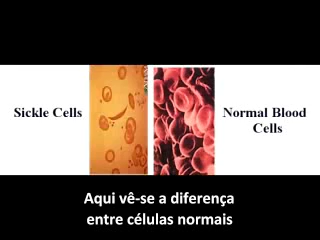 Sickle Cells
Normal Blood
Cells
Aqui vê-se a diferença
entre células normais